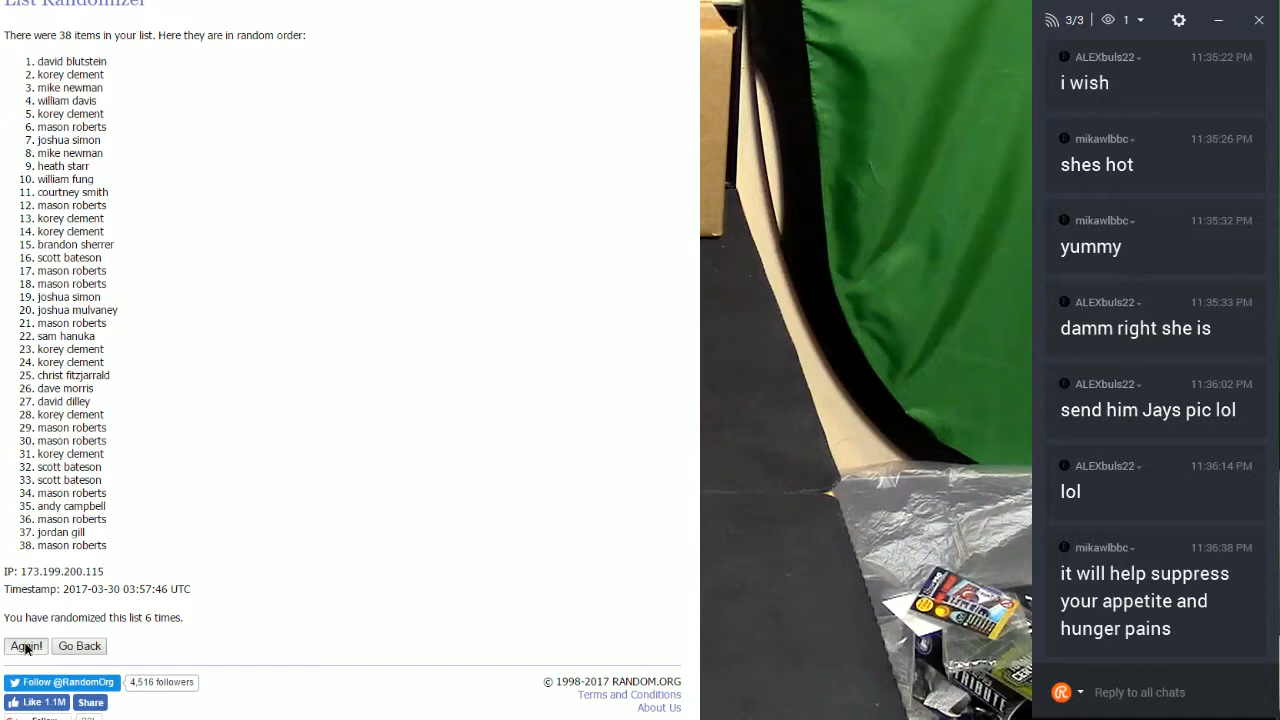 List Randomizer
There were 38 items in your list. Here they are in random order:
1. david blutstein
2. korey clement
3. mike newman
4. william davis
5. korey clement
6. mason roberts
7. joshua simon
8. mike newman
9. heath starr
10. william fung
11. courtney smith
12. mason roberts
13. korey clement
14. korey clement
15. brandon sherrer
16. scott bateson
17. mason roberts
18. mason roberts
19. joshua simon
20. joshua mulvaney
21. mason roberts
22. sam hanuka
23. korey clement
24. korey clement
25. christ fitzjarrald
26. dave morris
27. david dilley
28. korey clement
29. mason roberts
30. mason roberts
31. korey clement
32. scott bateson
33. scott bateson
34. mason roberts
35. andy campbell
36. mason roberts
37. jordan gill
38. mason roberts
IP: 173.199.200.115
Timestamp: 2017-03-30 03:57:46 UTC
You have randomized this list 6 times.
Again! Go Back
Follow @RandomOrg 4,516 followers
Like 1.1M Share
© 1998-2017 RANDOM.ORG
Terms and Conditions
About Us
TRIBUTE
3/3 1
ALEXbuls22 11:35:22 PM
i wish
mikawlbbc 11:35:26 PM
shes hot
mikawlbbc 11:35:32 PM
yummy
ALEXbuls22 11:35:33 PM
damm right she is
ALEXbuls22 11:36:02 PM
send him Jays pic lol
ALEXbuls22 11:36:14 PM
lol
mikawlbbc 11:36:38 PM
it will help suppress
your appetite and
hunger pains
Reply to all chats